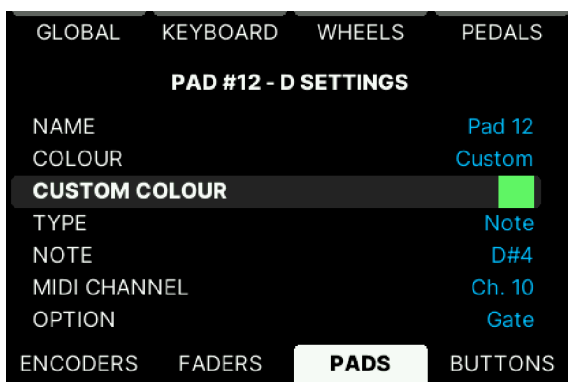 GLOBAL KEYBOARD WHEELS PEDALS
PAD #12 - D SETTINGS
NAME Pad 12
COLOUR Custom
CUSTOM COLOUR
TYPE Note
NOTE D#4
MIDI CHANNEL Ch. 10
OPTION Gate
ENCODERS FADERS PADS BUTTONS